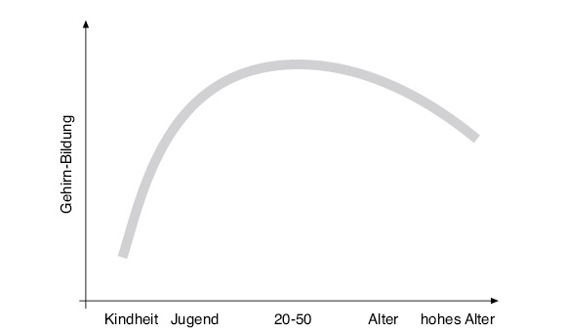 Gehirn-Bildung
Kindheit Jugend 20-50 Alter hohes Alter